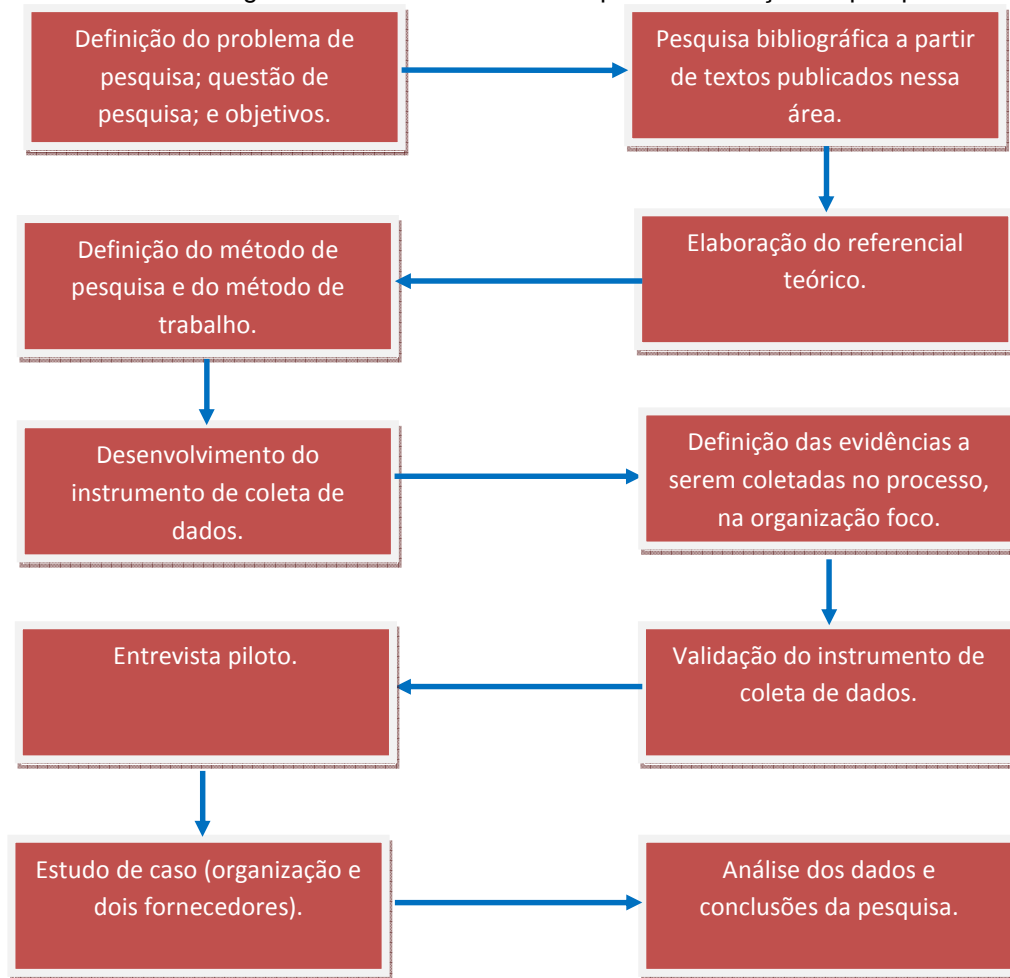 Definição do problema de
pesquisa; questão de
pesquisa; e objetivos.
Pesquisa bibliográfica a partir
de textos publicados nessa
área.
Elaboração do referencial
teórico.
Definição do método de
pesquisa e do método de
trabalho.
Desenvolvimento do
instrumento de coleta de
dados.
Definição das evidências a
serem coletadas no processo,
na organização foco.
Validação do instrumento de
coleta de dados.
Entrevista piloto.
Estudo de caso (organização e
dois fornecedores).
Análise dos dados e
conclusões da pesquisa.